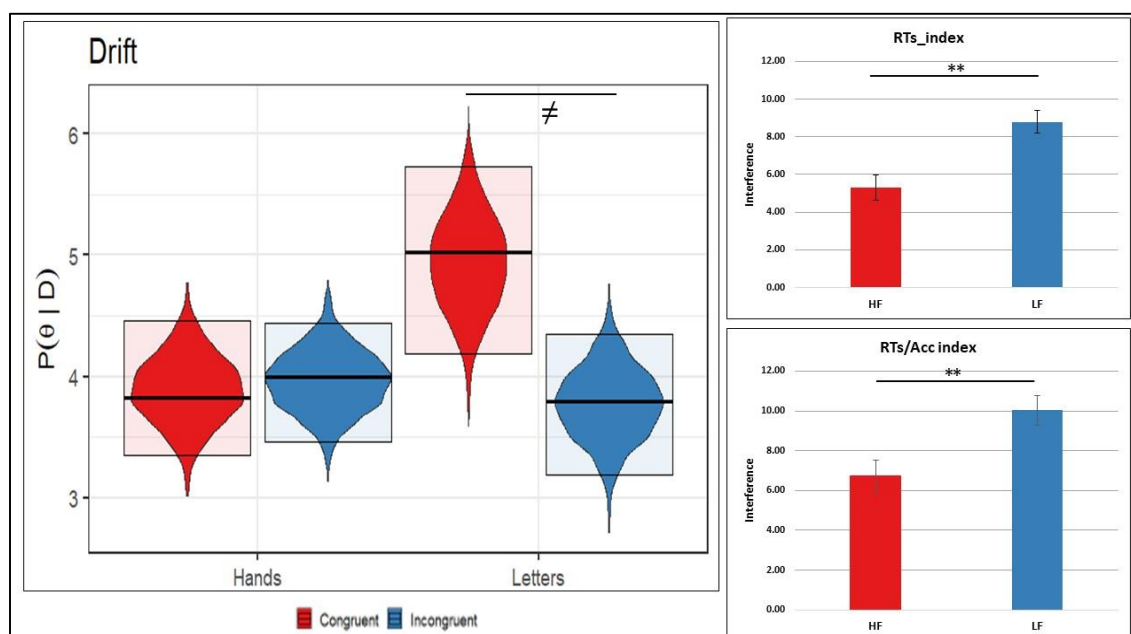 Drift
≠
6
5
4
3
P(θ | D)
Hands Letters
Congruent Incongruent
RTs_index
12.00
**
10.00
8.00
6.00
4.00
2.00
0.00
Interference
HF LF
RTs/Acc index
12.00
**
10.00
8.00
6.00
4.00
2.00
0.00
Interference
HF LF